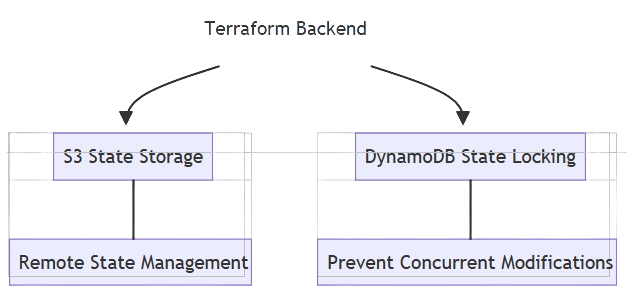 Terraform Backend
S3 State Storage
DynamoDB State Locking
Remote State Management
Prevent Concurrent Modifications